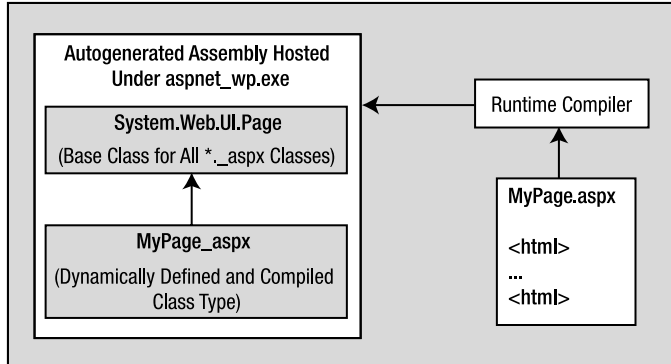 Autogenerated Assembly Hosted
Under aspnet_wp.exe
System.Web.UI.Page
(Base Class for All *._aspx Classes)
MyPage_aspx
(Dynamically Defined and Compiled
Class Type)
Runtime Compiler
MyPage.aspx
<html>
...
<html>